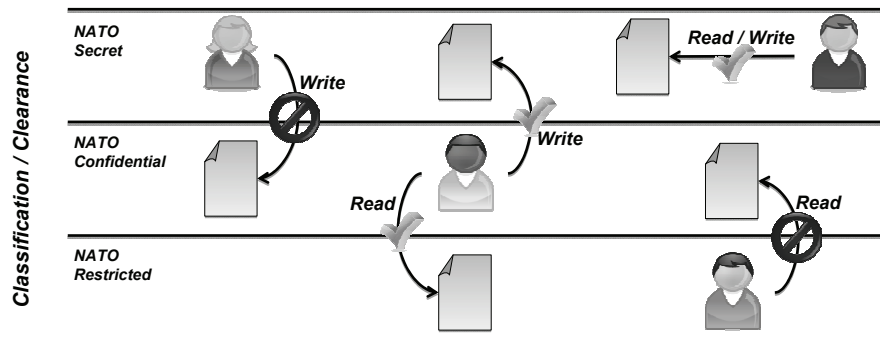 Classification / Clearance
NATO
Secret
Write
Read / Write
NATO
Confidential
Write
Read
Read
NATO
Restricted